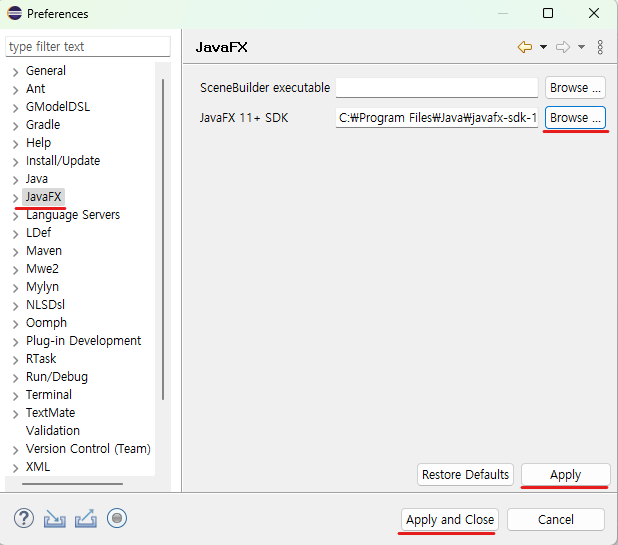 Preferences
type filter text
General
Ant
GModelDSL
Gradle
Help
Install/Update
Java
JavaFX
Language Servers
LDef
Maven
Mwe2
Mylyn
NLSDsl
Oomph
Plug-in Development
RTask
Run/Debug
Terminal
TextMate
Validation
Version Control (Team)
XML
JavaFX
SceneBuilder executable
Browse ...
JavaFX 11+ SDK
C:₩Program Files₩Java₩javafx-sdk-1
Browse ...
Restore Defaults
Apply
Apply and Close
Cancel